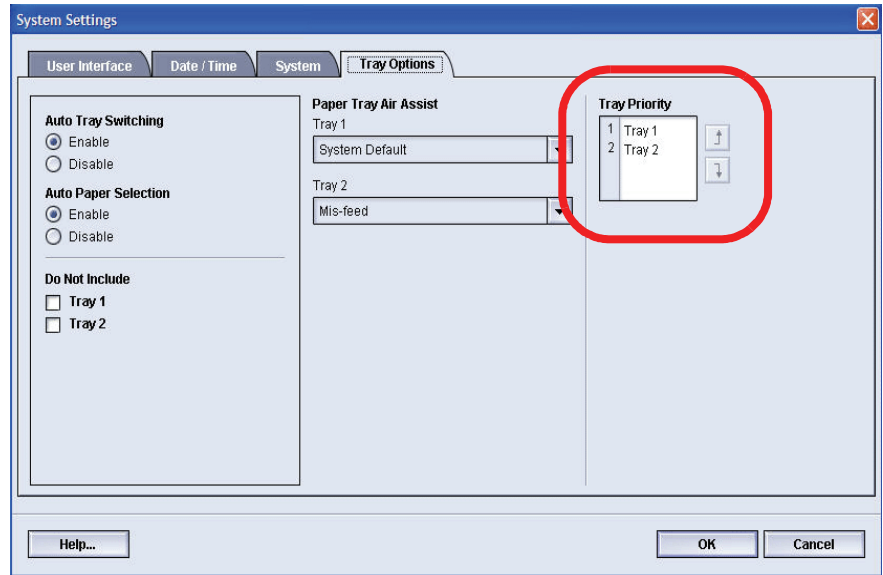 System Settings
User Interface
Date / Time
System
Tray Options
Auto Tray Switching
Enable
Disable
Auto Paper Selection
Enable
Disable
Do Not Include
Tray 1
Tray 2
Paper Tray Air Assist
Tray 1
System Default
Tray 2
Mis-feed
Tray Priority
1 Tray 1
2 Tray 2
Help...
OK
Cancel